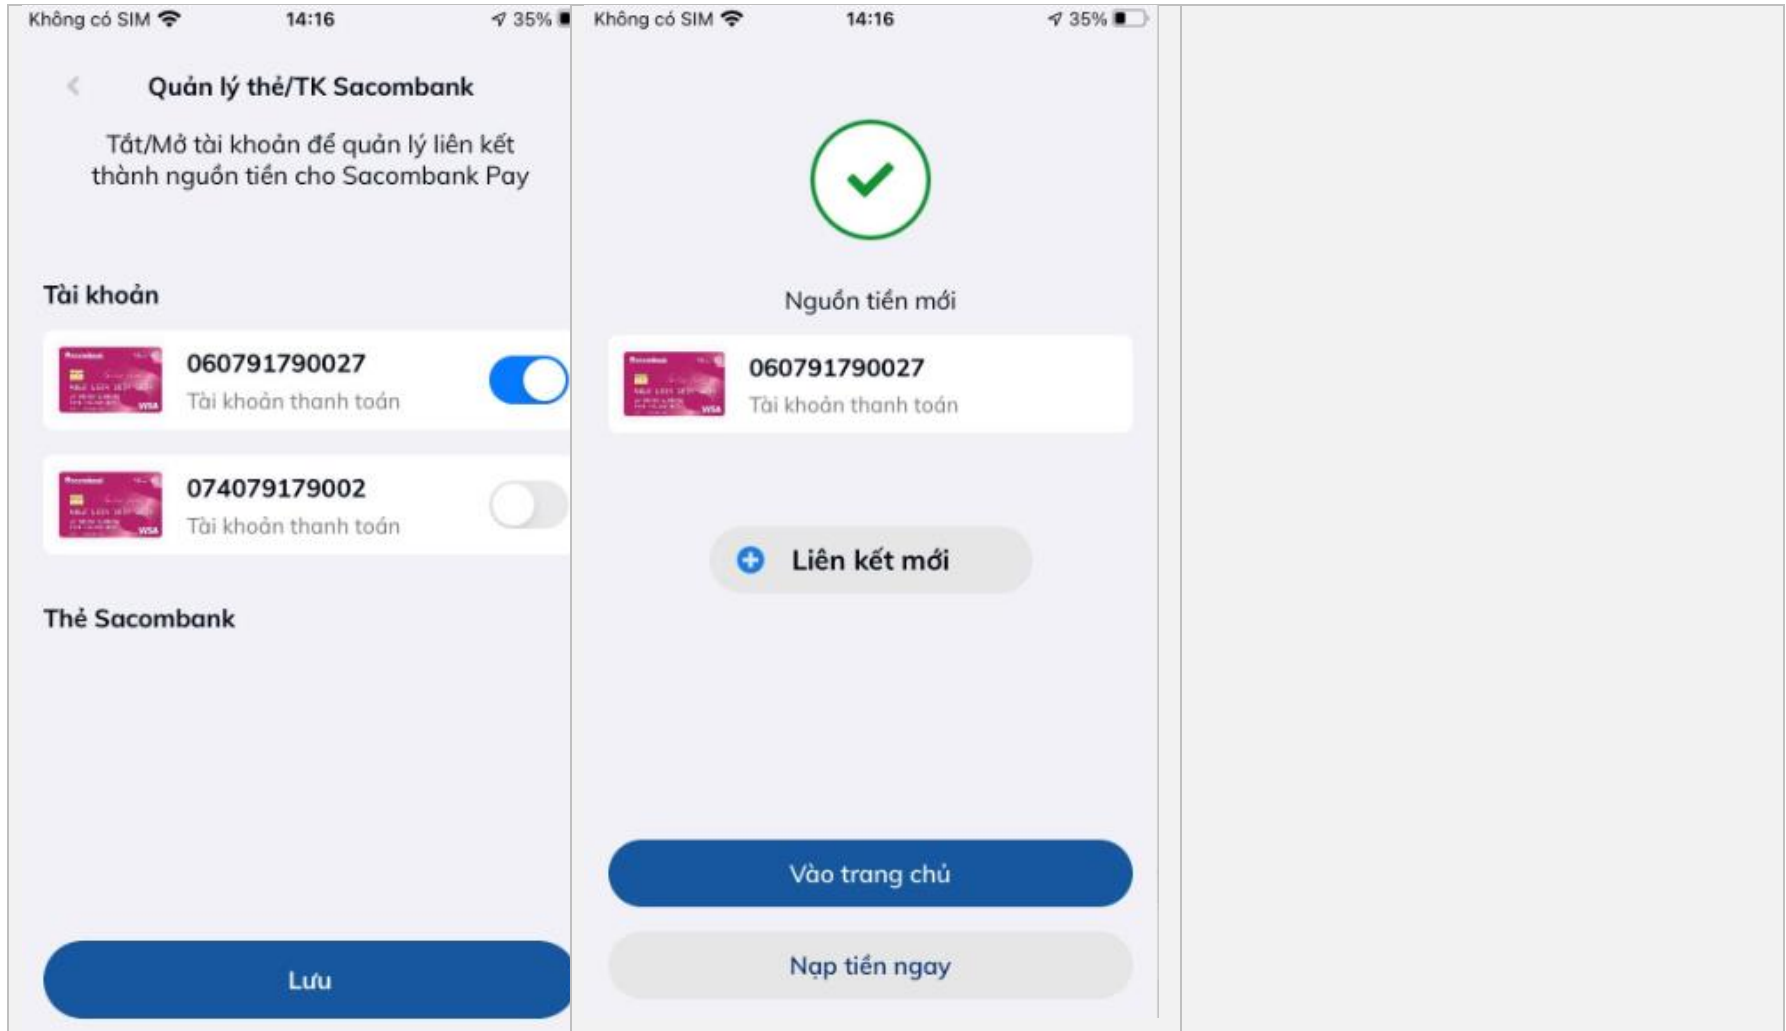 Không có SIM 14:16 35%
Quản lý thẻ/TK Sacombank
Tắt/Mở tài khoản để quản lý liên kết
thành nguồn tiền cho Sacombank Pay
Tài khoản
060791790027
Tài khoản thanh toán
074079179002
Tài khoản thanh toán
Thẻ Sacombank
Lưu
Không có SIM 14:16 35%
Nguồn tiền mới
060791790027
Tài khoản thanh toán
Liên kết mới
Vào trang chủ
Nạp tiền ngay